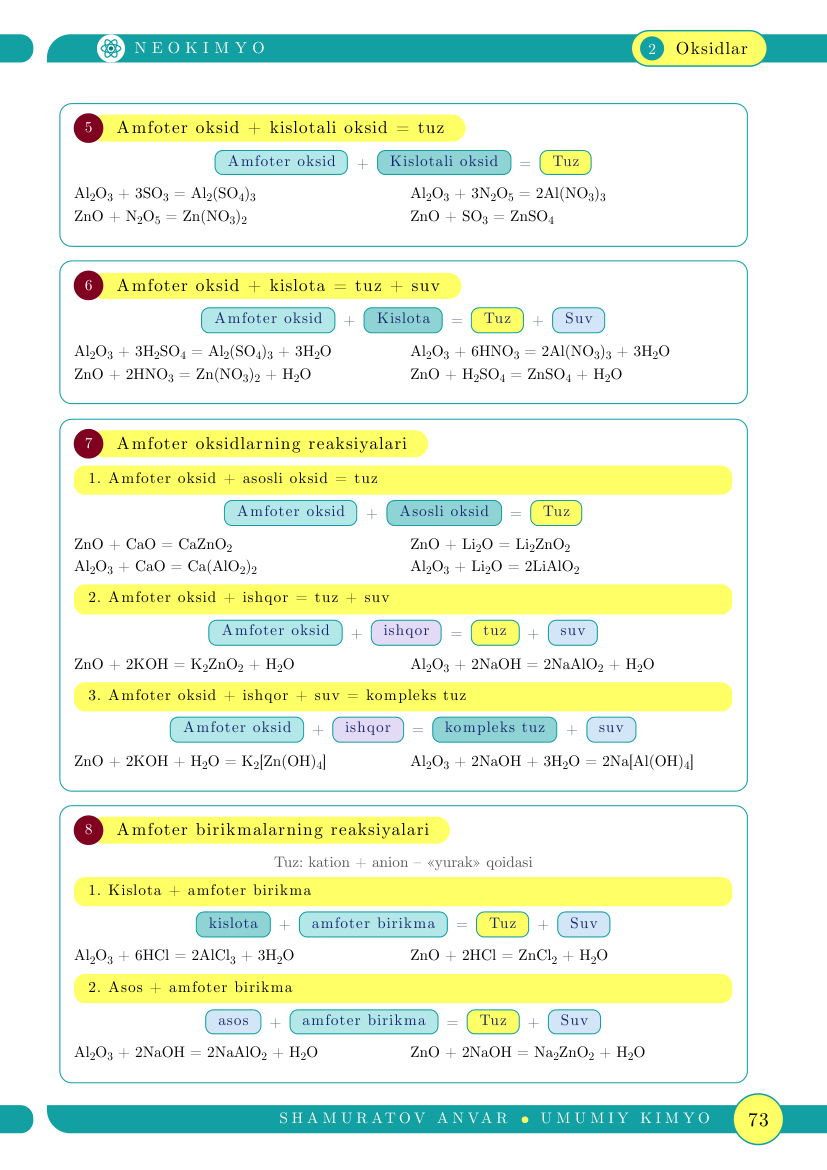 NEOKIMYO
2 Oksidlar
5 Amfoter oksid + kislotali oksid = tuz
Amfoter oksid + Kislotali oksid = Tuz
Al₂O₃ + 3SO₃ = Al₂(SO₄)₃ Al₂O₃ + 3N₂O₅ = 2Al(NO₃)₃
ZnO + N₂O₅ = Zn(NO₃)₂ ZnO + SO₃ = ZnSO₄
6 Amfoter oksid + kislota = tuz + suv
Amfoter oksid + Kislota = Tuz + Suv
Al₂O₃ + 3H₂SO₄ = Al₂(SO₄)₃ + 3H₂O Al₂O₃ + 6HNO₃ = 2Al(NO₃)₃ + 3H₂O
ZnO + 2HNO₃ = Zn(NO₃)₂ + H₂O ZnO + H₂SO₄ = ZnSO₄ + H₂O
7 Amfoter oksidlarning reaksiyalari
1. Amfoter oksid + asosli oksid = tuz
Amfoter oksid + Asosli oksid = Tuz
ZnO + CaO = CaZnO₂ ZnO + Li₂O = Li₂ZnO₂
Al₂O₃ + CaO = Ca(AlO₂)₂ Al₂O₃ + Li₂O = 2LiAlO₂
2. Amfoter oksid + ishqor = tuz + suv
Amfoter oksid + ishqor = tuz + suv
ZnO + 2KOH = K₂ZnO₂ + H₂O Al₂O₃ + 2NaOH = 2NaAlO₂ + H₂O
3. Amfoter oksid + ishqor + suv = kompleks tuz
Amfoter oksid + ishqor = kompleks tuz + suv
ZnO + 2KOH + H₂O = K₂[Zn(OH)₄] Al₂O₃ + 2NaOH + 3H₂O = 2Na[Al(OH)₄]
8 Amfoter birikmalarning reaksiyalari
Tuz: kation + anion – «yurak» qoidasi
1. Kislota + amfoter birikma
kislota + amfoter birikma = Tuz + Suv
Al₂O₃ + 6HCl = 2AlCl₃ + 3H₂O ZnO + 2HCl = ZnCl₂ + H₂O
2. Asos + amfoter birikma
asos + amfoter birikma = Tuz + Suv
Al₂O₃ + 2NaOH = 2NaAlO₂ + H₂O ZnO + 2NaOH = Na₂ZnO₂ + H₂O
SHAMURATOV ANVAR • UMUMIY KIMYO 73